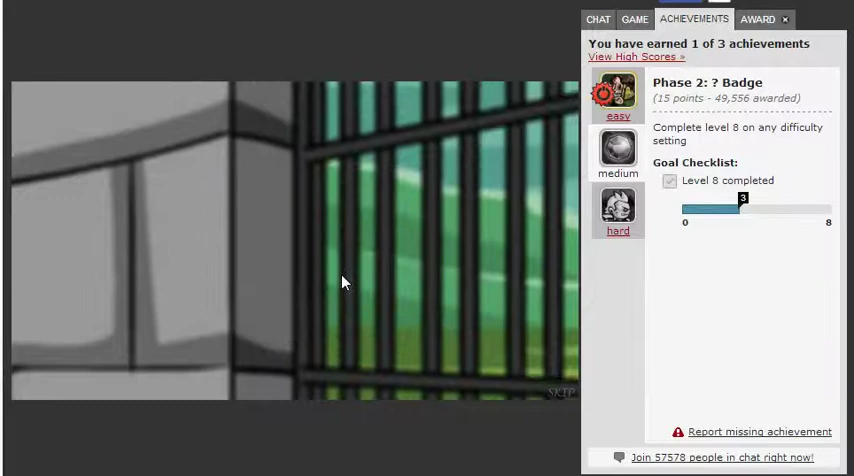 CHAT GAME ACHIEVEMENTS AWARD x
You have earned 1 of 3 achievements
View High Scores »
Phase 2: ? Badge
(15 points - 49,556 awarded)
easy
Complete level 8 on any difficulty
setting
medium
Goal Checklist:
Level 8 completed
3
0 8
hard
SKIP
Report missing achievement
Join 57578 people in chat right now!